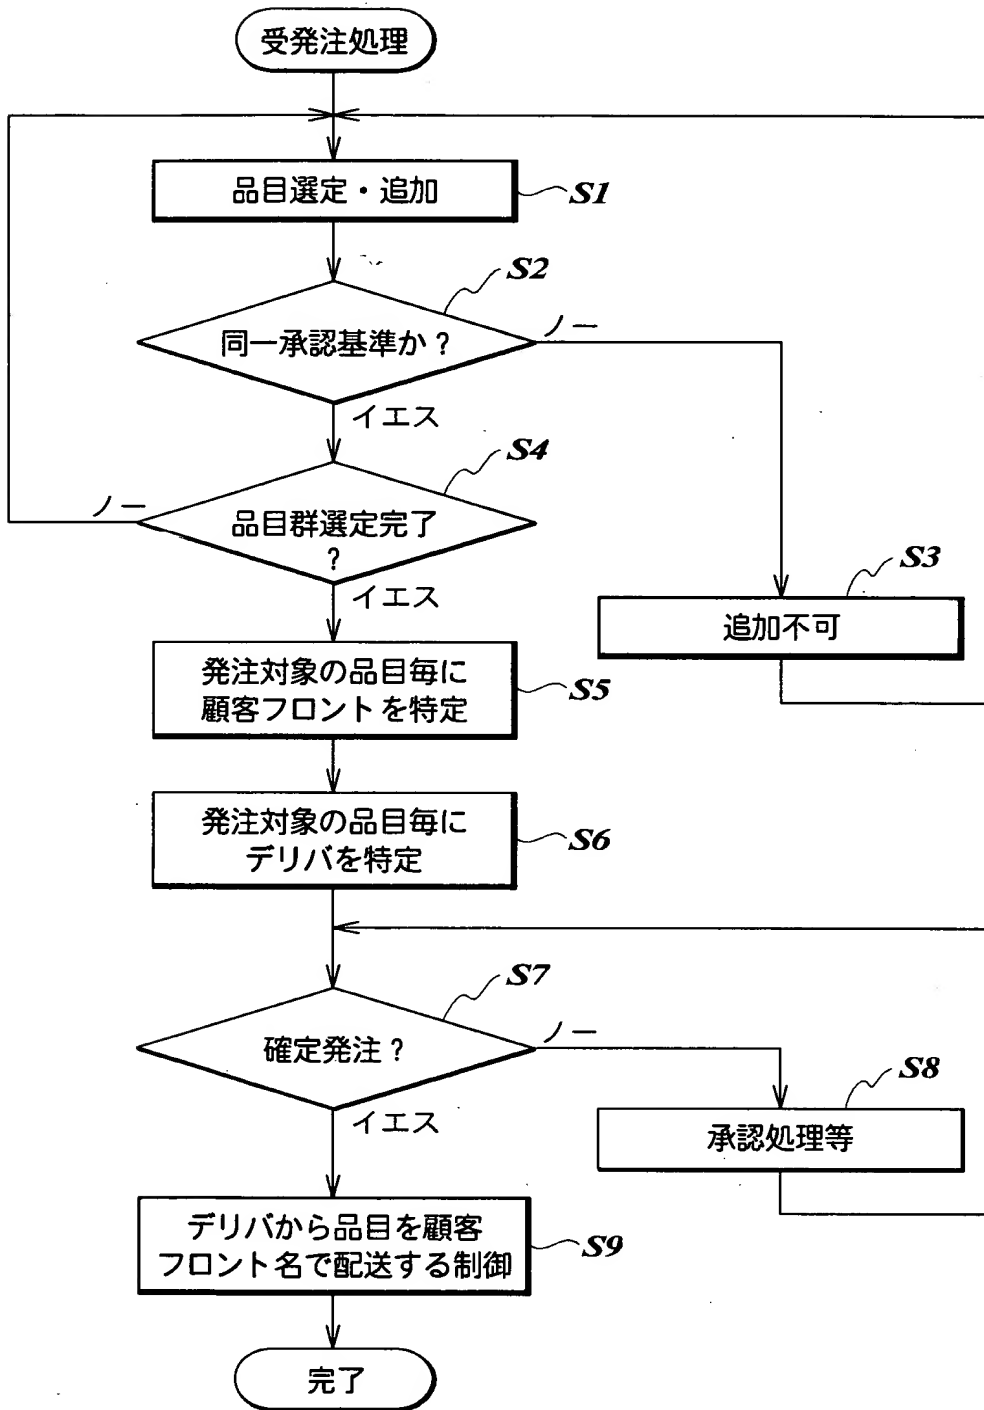 受発注処理
品目選定・追加
S1
S2
同一承認基準か?
ノー
イエス
S4
ノー
品目群選定完了
?
イエス
S3
追加不可
発注対象の品目毎に
顧客フロントを特定
S5
発注対象の品目毎に
デリバを特定
S6
S7
確定発注?
ノー
イエス
S8
承認処理等
デリバから品目を顧客
フロント名で配送する制御
S9
完了